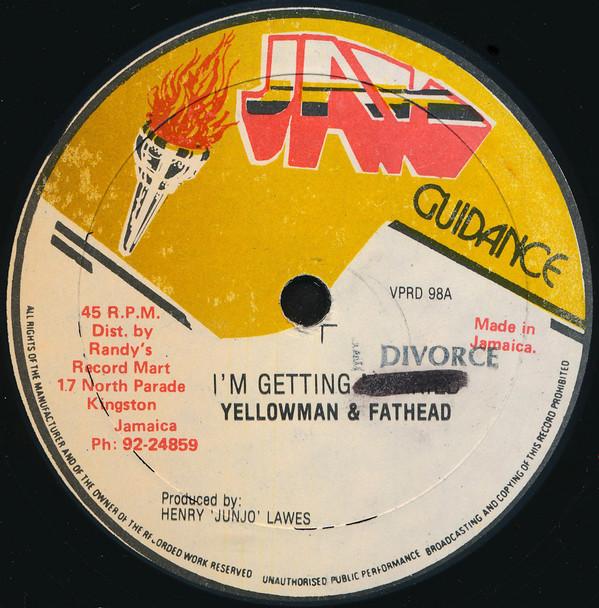 JAH
GUIDANCE
VPRD 98A
45 R.P.M.
Dist. by
Randy's
Record Mart
17 North Parade
Kingston
Jamaica
Ph: 92-24859
Made in
Jamaica.
DIVORCE
I'M GETTING
YELLOWMAN & FATHEAD
Produced by:
HENRY 'JUNJO' LAWES
ALL RIGHTS OF THE MANUFACTURER AND OF THE OWNER OF THE RECORDED WORK RESERVED UNAUTHORISED PUBLIC PERFORMANCE BROADCASTING AND COPYING OF THIS RECORD PROHIBITED